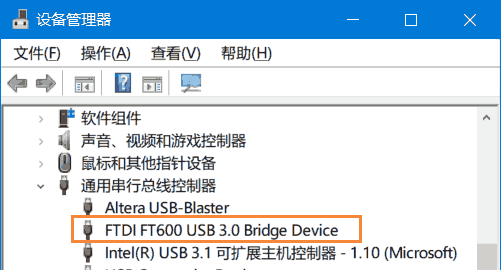 设备管理器
文件(F) 操作(A) 查看(V) 帮助(H)
软件组件
声音、视频和游戏控制器
鼠标和其他指针设备
通用串行总线控制器
Altera USB-Blaster
FTDI FT600 USB 3.0 Bridge Device
Intel(R) USB 3.1 可扩展主机控制器 - 1.10 (Microsoft)